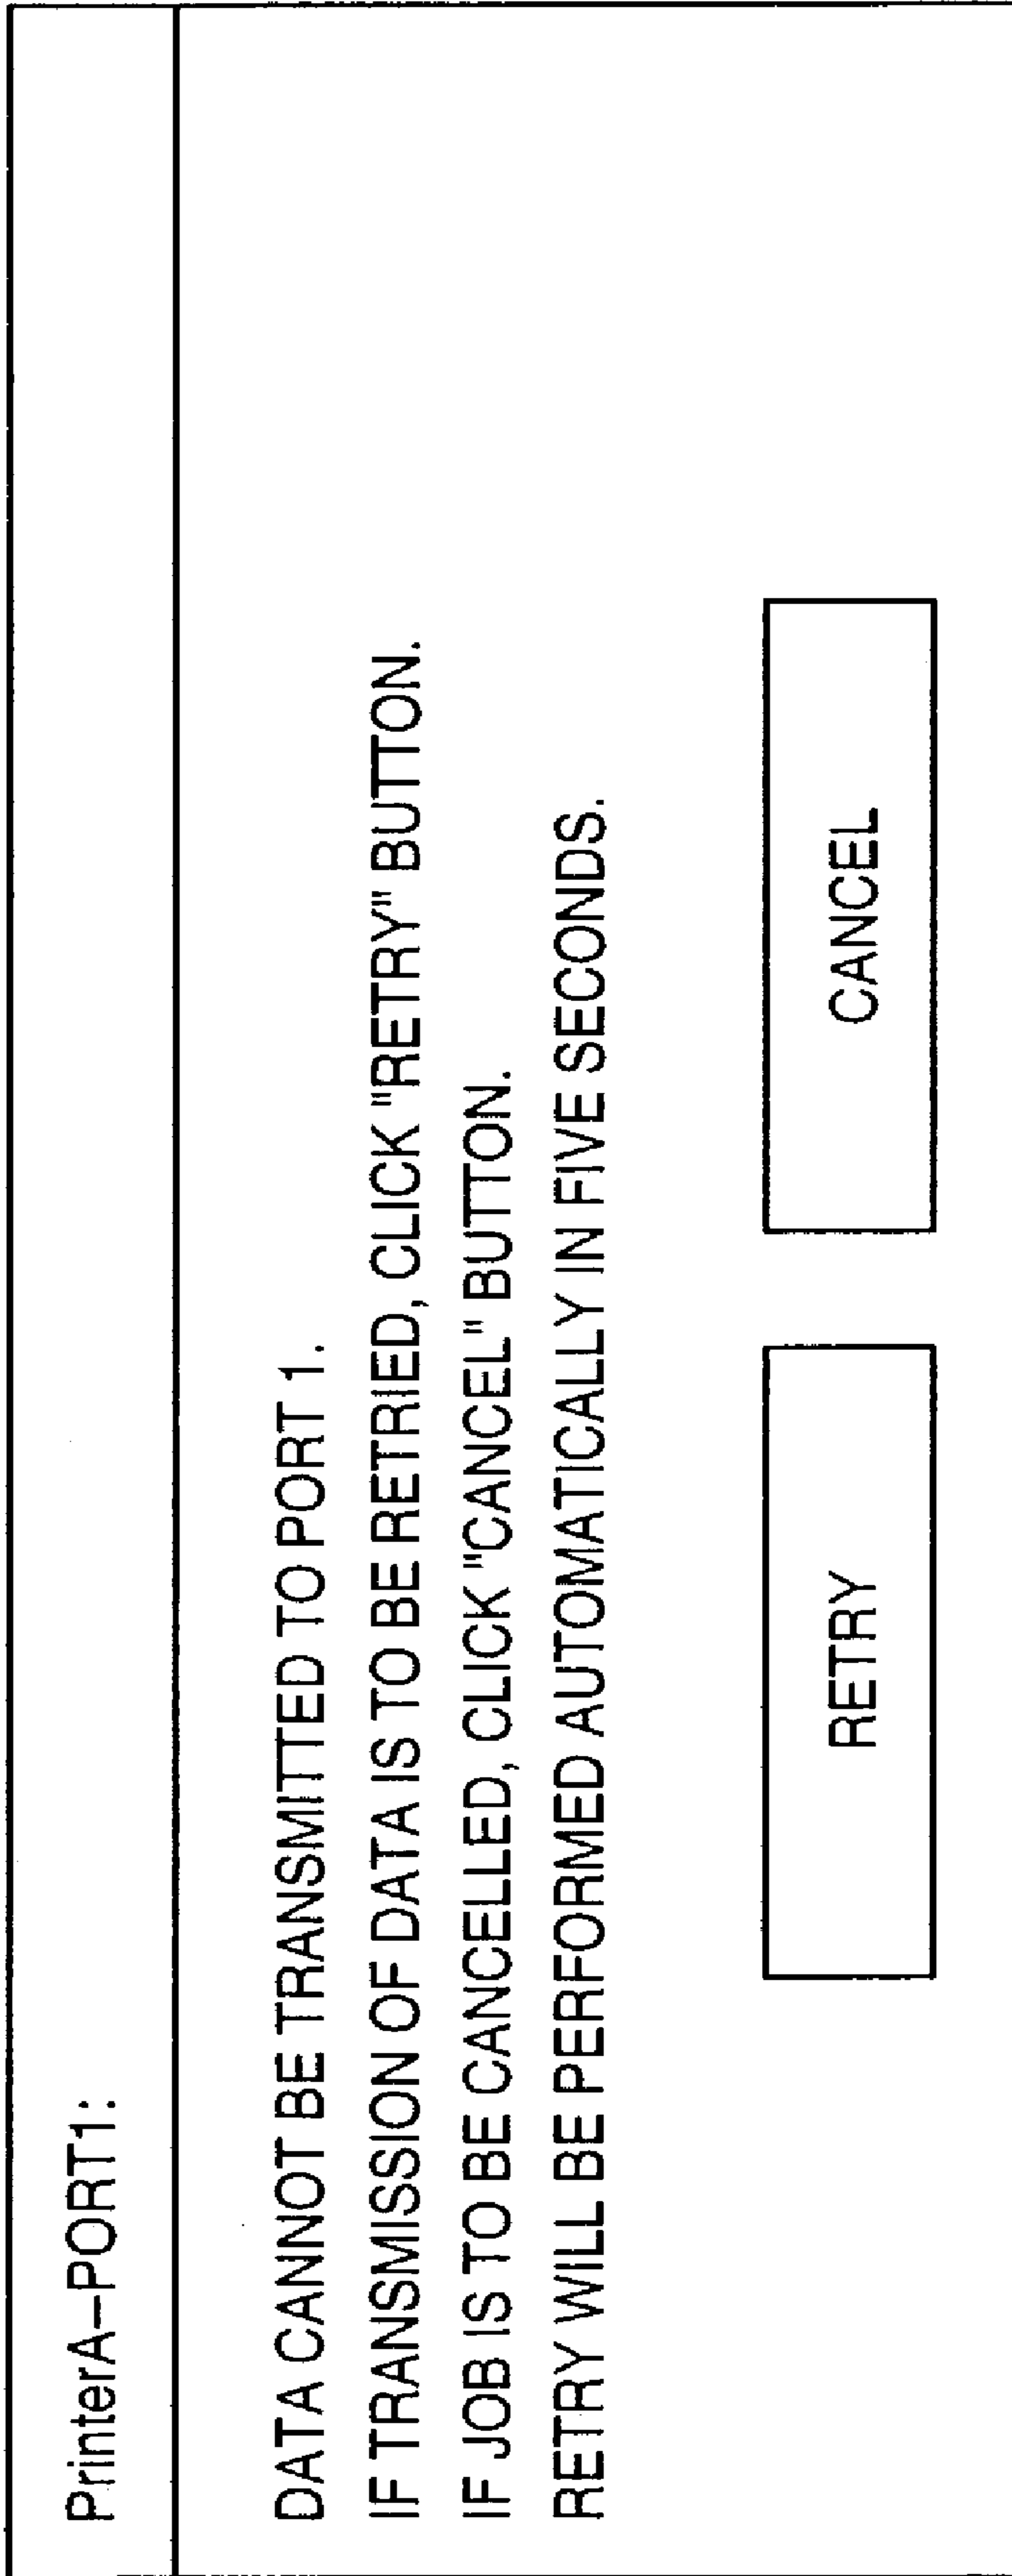 PrinterA–PORT1:
DATA CANNOT BE TRANSMITTED TO PORT 1.
IF TRANSMISSION OF DATA IS TO BE RETRIED, CLICK "RETRY" BUTTON.
IF JOB IS TO BE CANCELLED, CLICK "CANCEL" BUTTON.
RETRY WILL BE PERFORMED AUTOMATICALLY IN FIVE SECONDS.
RETRY
CANCEL